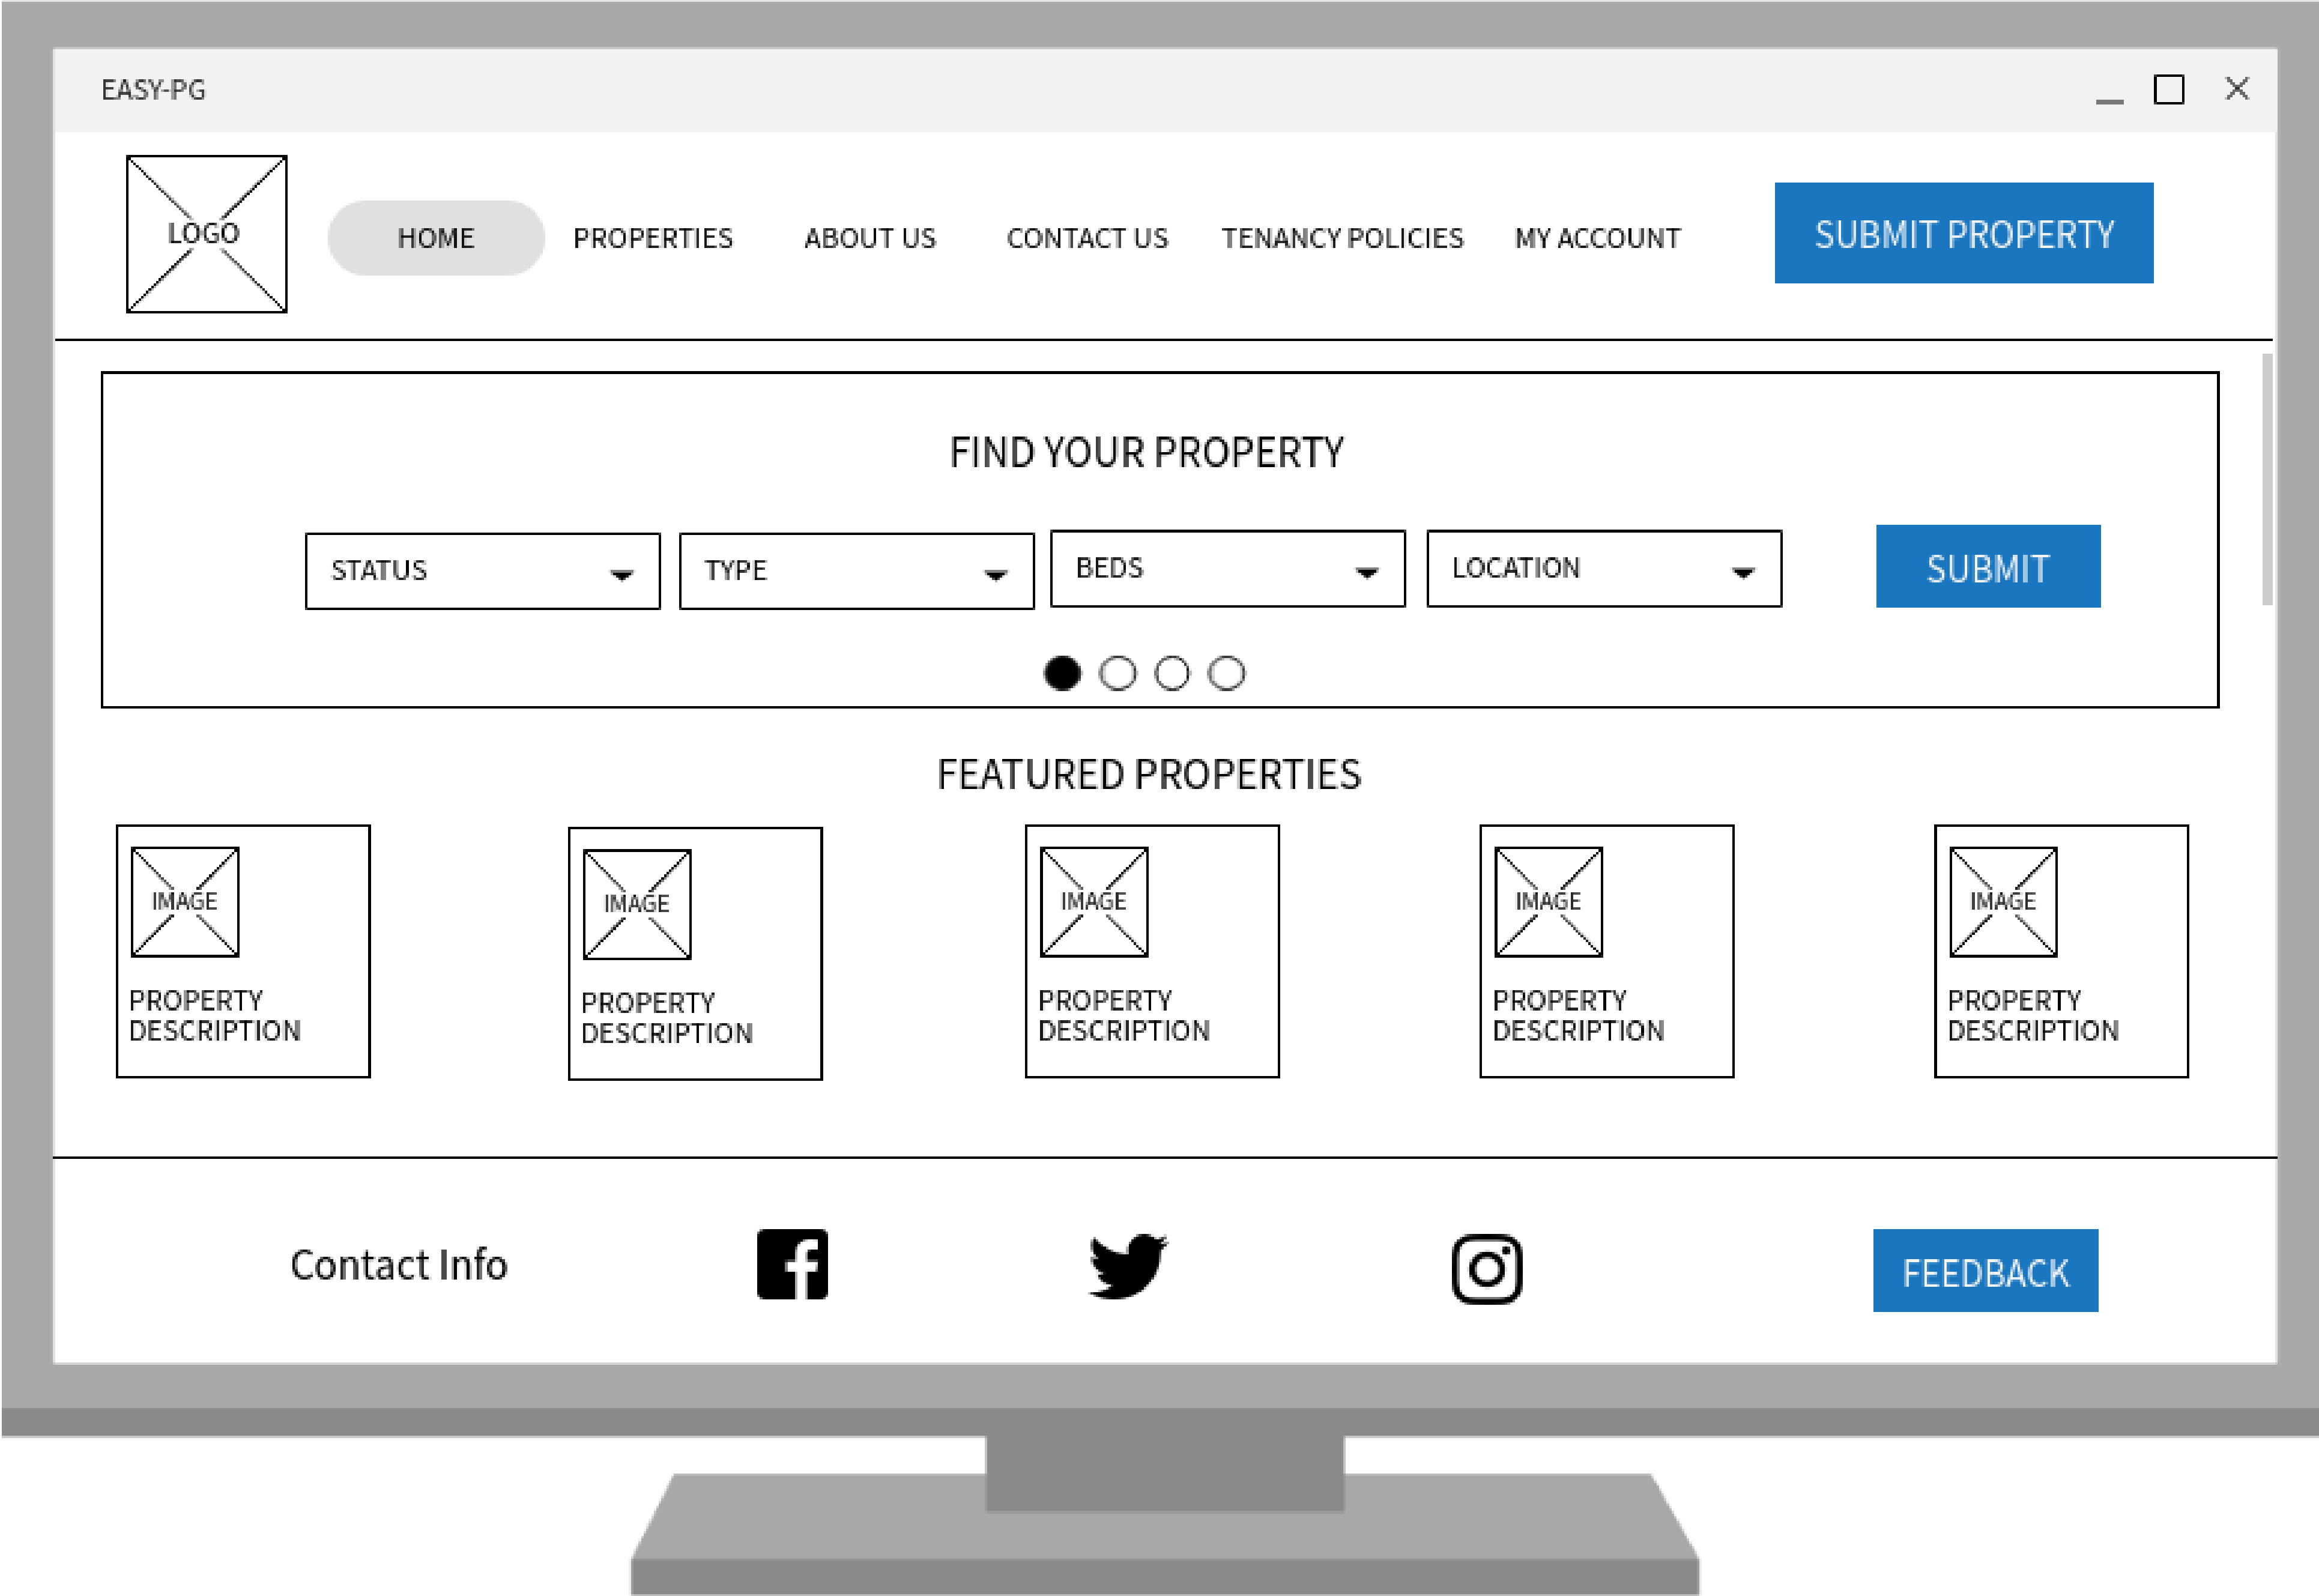 EASY-PG
LOGO
HOME
PROPERTIES
ABOUT US
CONTACT US
TENANCY POLICIES
MY ACCOUNT
SUBMIT PROPERTY
FIND YOUR PROPERTY
STATUS
TYPE
BEDS
LOCATION
SUBMIT
FEATURED PROPERTIES
IMAGE
PROPERTY
DESCRIPTION
IMAGE
PROPERTY
DESCRIPTION
IMAGE
PROPERTY
DESCRIPTION
IMAGE
PROPERTY
DESCRIPTION
IMAGE
PROPERTY
DESCRIPTION
Contact Info
FEEDBACK